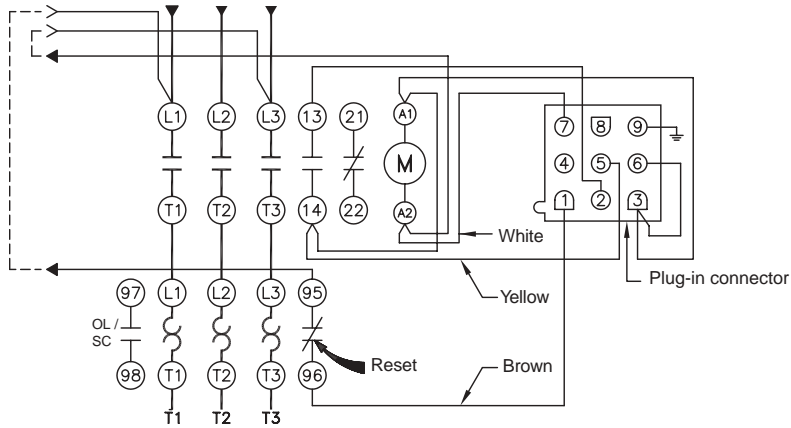 L1 L2 L3 13 21 A1
7 8 9
M
4 5 6
T1 T2 T3 14 22 A2
1 2 3
White
Plug-in connector
Yellow
97 L1 L2 L3 95
OL /
SC
Reset
Brown
98 T1 T2 T3 96
T1 T2 T3